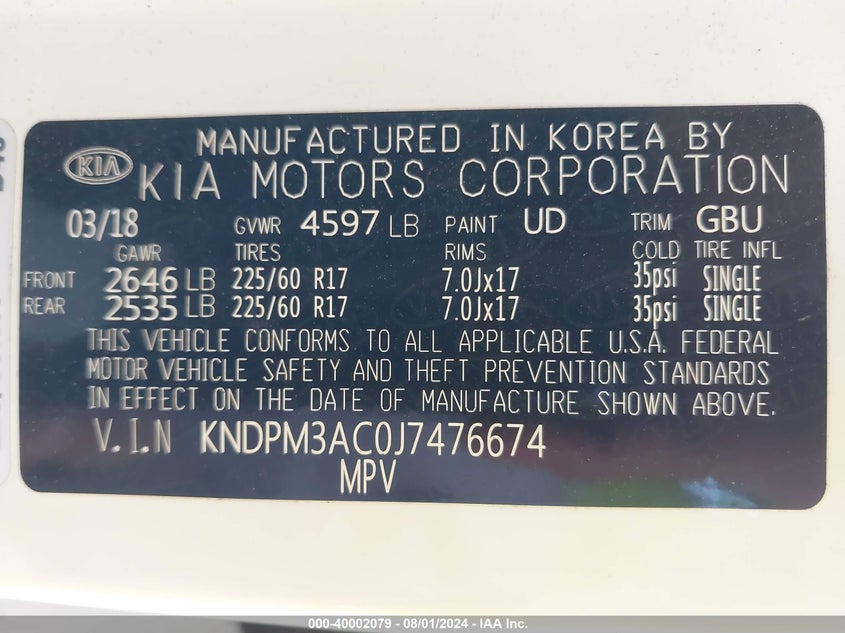 MANUFACTURED IN KOREA BY
KIA KIA MOTORS CORPORATION
03/18 GVWR 4597 LB PAINT UD TRIM GBU
GAWR TIRES RIMS COLD TIRE INFL
FRONT 2646 LB 225/60 R17 7.0Jx17 35psi SINGLE
REAR 2535 LB 225/60 R17 7.0Jx17 35psi SINGLE
THIS VEHICLE CONFORMS TO ALL APPLICABLE U.S.A. FEDERAL
MOTOR VEHICLE SAFETY AND THEFT PREVENTION STANDARDS
IN EFFECT ON THE DATE OF MANUFACTURE SHOWN ABOVE.
V.I.N KNDPM3AC0J7476674
MPV
000-40002079 - 08/01/2024 - IAA Inc.